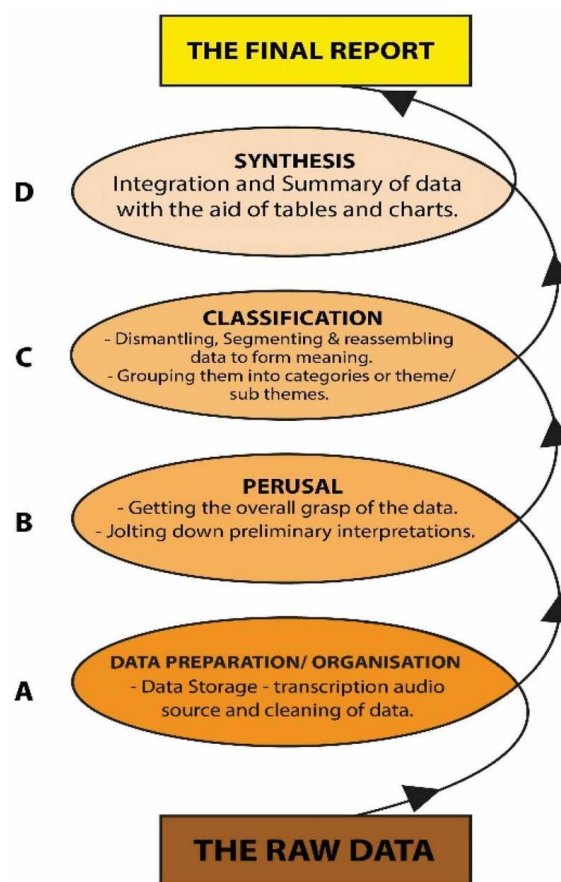 THE FINAL REPORT
D
SYNTHESIS
Integration and Summary of data
with the aid of tables and charts.
C
CLASSIFICATION
- Dismantling, Segmenting & reassembling
data to form meaning.
- Grouping them into categories or theme/
sub themes.
B
PERUSAL
- Getting the overall grasp of the data.
- Jolting down preliminary interpretations.
A
DATA PREPARATION/ ORGANISATION
- Data Storage - transcription audio
source and cleaning of data.
THE RAW DATA